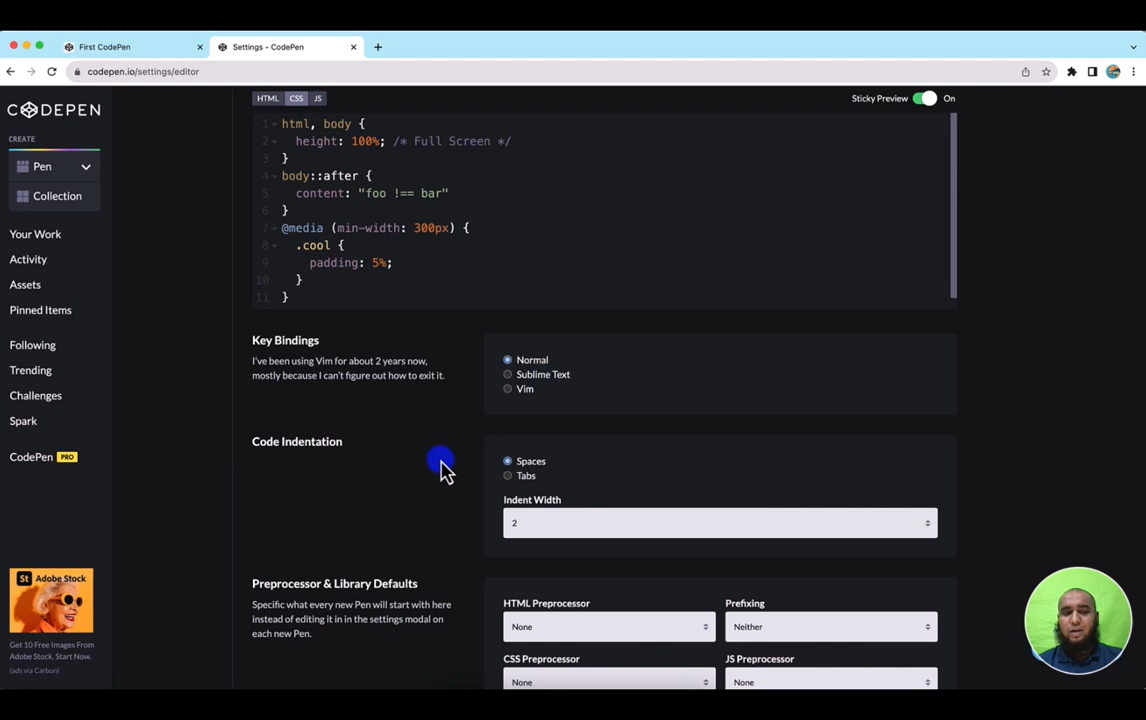 First CodePen
Settings - CodePen
codepen.io/settings/editor
CODEPEN
CREATE
Pen
Collection
Your Work
Activity
Assets
Pinned Items
Following
Trending
Challenges
Spark
CodePen PRO
St Adobe Stock
Get 10 Free Images From
Adobe Stock. Start Now.
(ads via Carbon)
HTML CSS JS
Sticky Preview On
1 html, body {
2 height: 100%; /* Full Screen */
3 }
4 body::after {
5 content: "foo !== bar"
6 }
7 @media (min-width: 300px) {
8 .cool {
9 padding: 5%;
10 }
11 }
Key Bindings
I've been using Vim for about 2 years now,
mostly because I can't figure out how to exit it.
Normal
Sublime Text
Vim
Code Indentation
Spaces
Tabs
Indent Width
2
Preprocessor & Library Defaults
Specific what every new Pen will start with here
instead of editing it in in the settings modal on
each new Pen.
HTML Preprocessor
None
Prefixing
Neither
CSS Preprocessor
None
JS Preprocessor
None